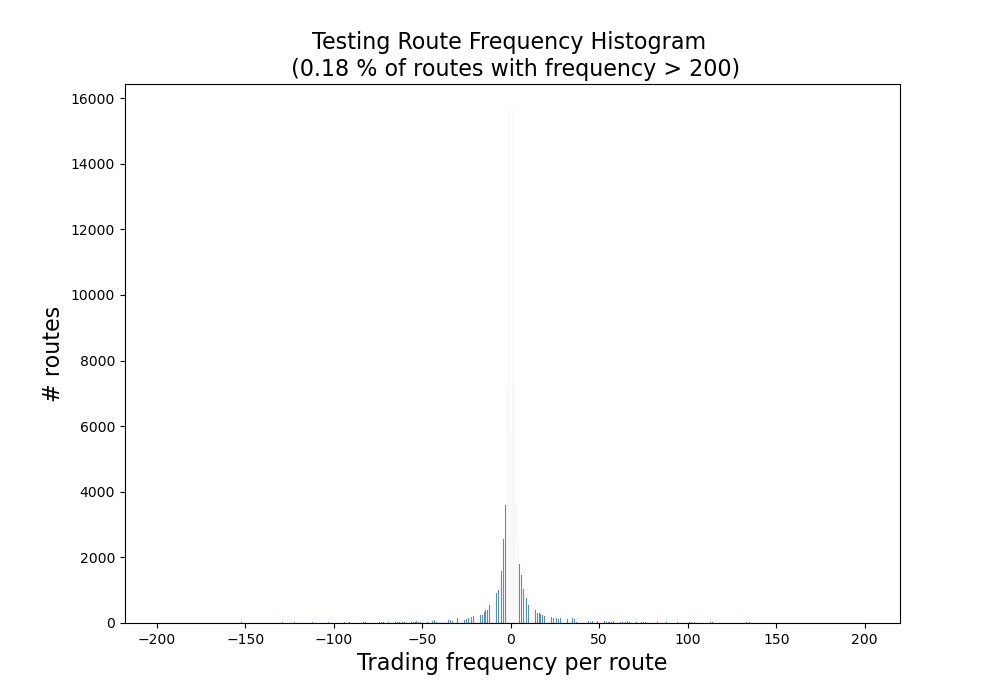 Testing Route Frequency Histogram
(0.18 % of routes with frequency > 200)
16000
14000
12000
10000
8000
6000
4000
2000
0
# routes
−200 −150 −100 −50 0 50 100 150 200
Trading frequency per route